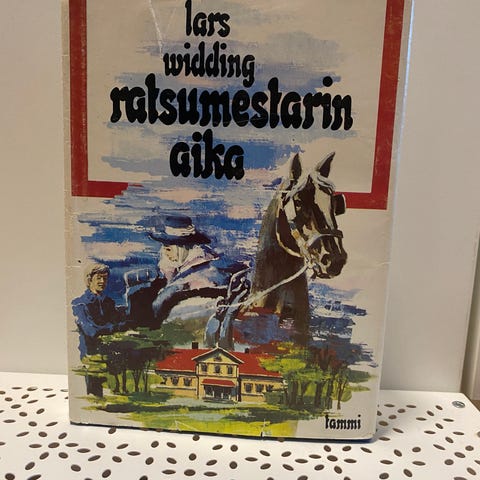 lars
widding
ratsumestarin
aika
tammi